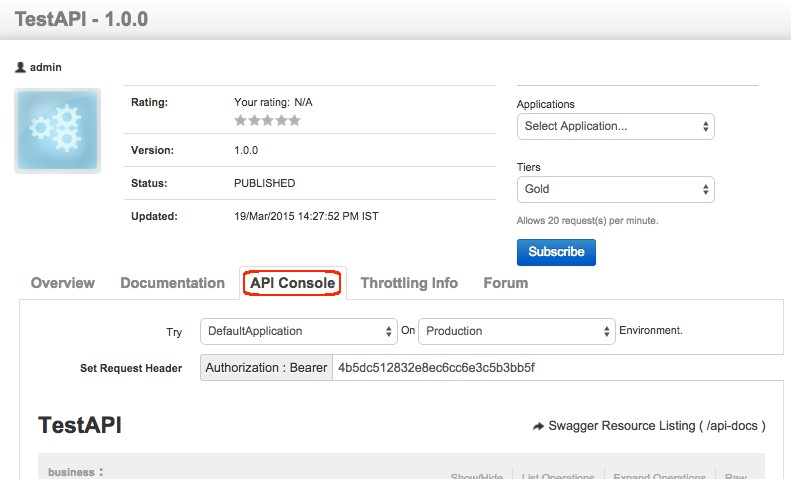 TestAPI - 1.0.0
admin
Rating: Your rating: N/A
Version: 1.0.0
Status: PUBLISHED
Updated: 19/Mar/2015 14:27:52 PM IST
Applications
Select Application...
Tiers
Gold
Allows 20 request(s) per minute.
Subscribe
Overview Documentation API Console Throttling Info Forum
Try DefaultApplication On Production Environment.
Set Request Header Authorization : Bearer 4b5dc512832e8ec6cc6e3c5b3bb5f
TestAPI Swagger Resource Listing ( /api-docs )
business : Show/Hide List Operations Expand Operations Raw